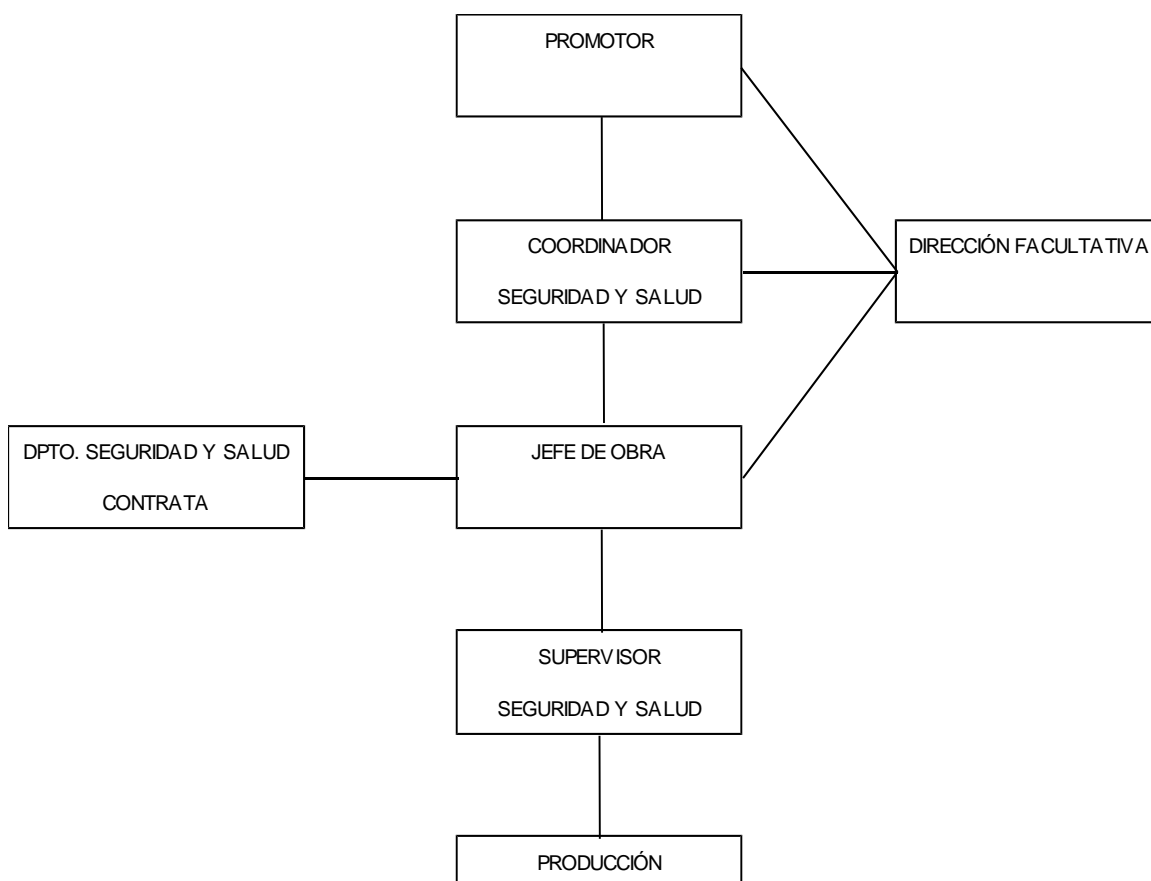 PROMOTOR
COORDINADOR
SEGURIDAD Y SALUD
DIRECCIÓN FACULTATIVA
DPTO. SEGURIDAD Y SALUD
CONTRATA
JEFE DE OBRA
SUPERVISOR
SEGURIDAD Y SALUD
PRODUCCIÓN